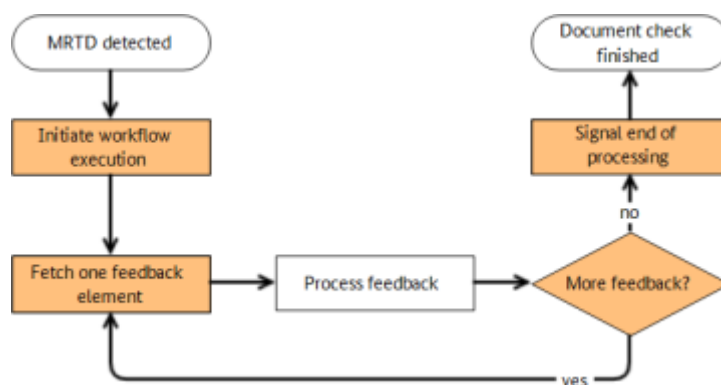 MRTD detected
Initiate workflow
execution
Fetch one feedback
element
Process feedback
More feedback?
yes
no
Signal end of
processing
Document check
finished